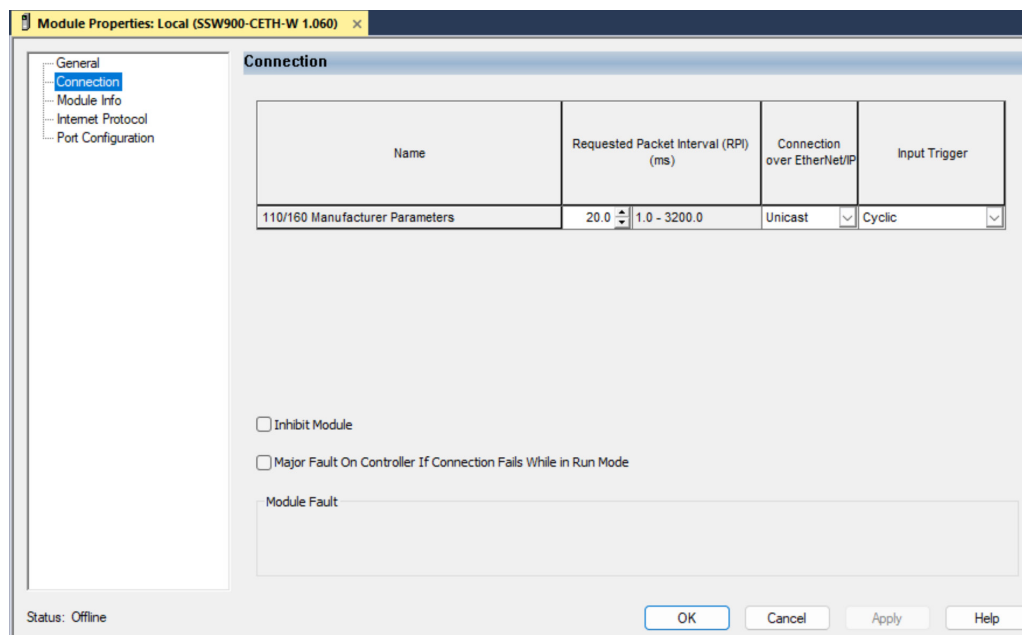 Module Properties: Local (SSW900-CETH-W 1.060) ×
General
Connection
Module Info
Internet Protocol
Port Configuration
Connection
Name
Requested Packet Interval (RPI)
(ms)
Connection
over EtherNet/IP
Input Trigger
110/160 Manufacturer Parameters 20.0 1.0 - 3200.0 Unicast Cyclic
Inhibit Module
Major Fault On Controller If Connection Fails While in Run Mode
Module Fault
Status: Offline
OK Cancel Apply Help